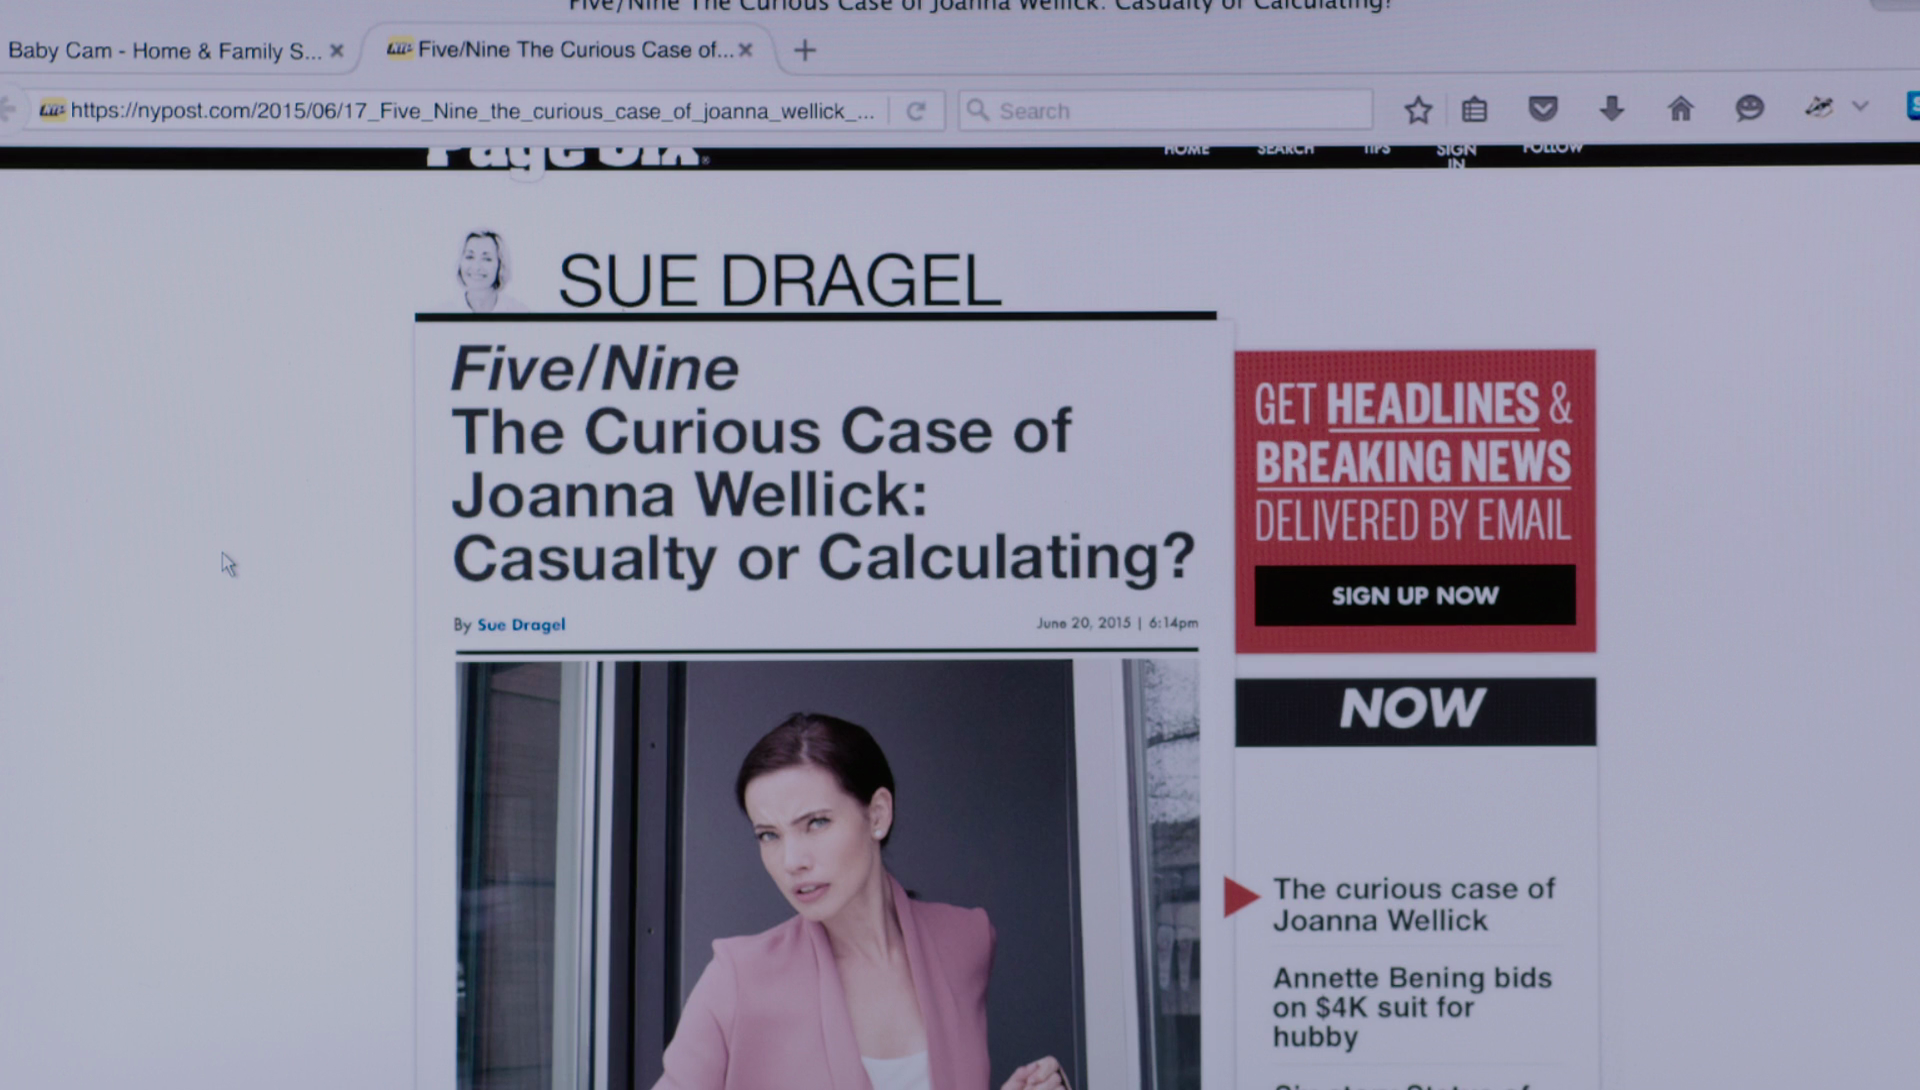 Five/Nine The Curious Case of Joanna Wellick: Casualty or Calculating?
Baby Cam - Home & Family S...
Five/Nine The Curious Case of...
https://nypost.com/2015/06/17_Five_Nine_the_curious_case_of_joanna_wellick_...
Search
Page Six
HOME
SEARCH
TIPS
SIGN
IN
FOLLOW
SUE DRAGEL
Five/Nine
The Curious Case of
Joanna Wellick:
Casualty or Calculating?
By Sue Dragel
June 20, 2015 | 6:14pm
GET HEADLINES &
BREAKING NEWS
DELIVERED BY EMAIL
SIGN UP NOW
NOW
The curious case of
Joanna Wellick
Annette Bening bids
on $4K suit for
hubby